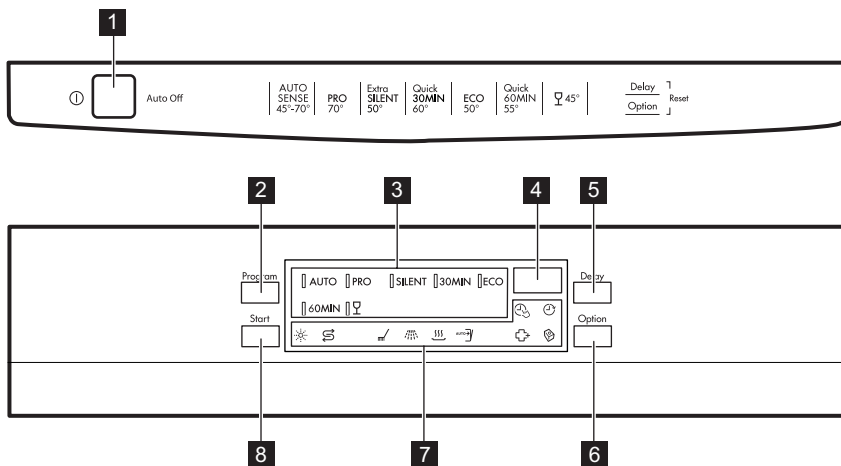 1
Auto Off
AUTO SENSE 45°-70°
PRO 70°
Extra SILENT 50°
Quick 30MIN 60°
ECO 50°
Quick 60MIN 55°
45°
Delay
Option
Reset
2
3
4
5
Program
AUTO PRO SILENT 30MIN ECO
Delay
60MIN
Start
Option
AUTO
8
7
6